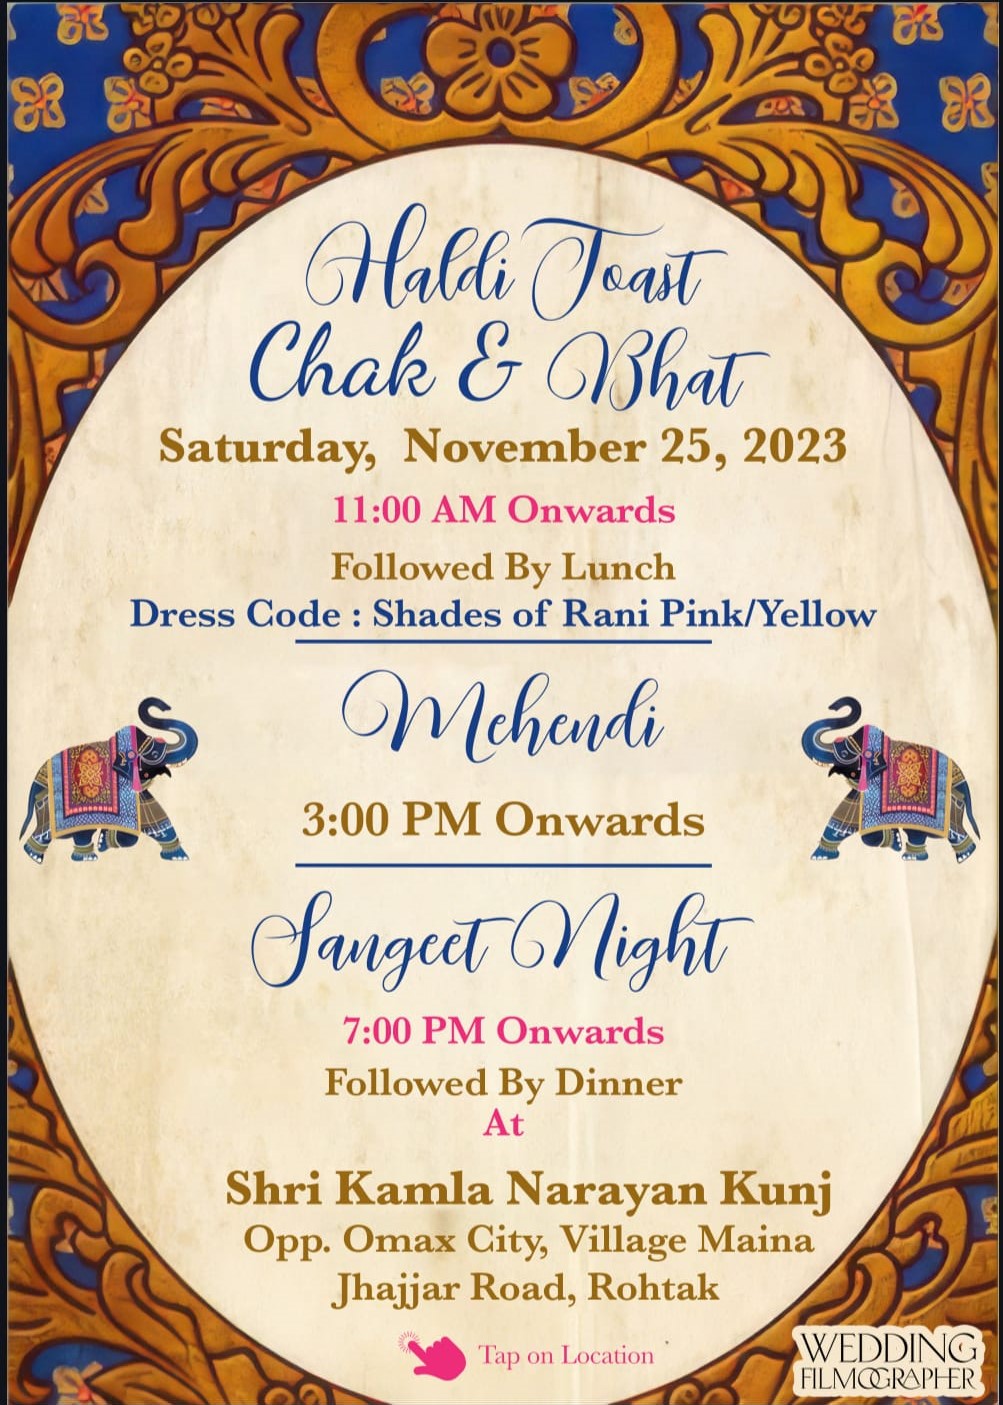 Haldi Toast
Chak & Bhat
Saturday, November 25, 2023
11:00 AM Onwards
Followed By Lunch
Dress Code : Shades of Rani Pink/Yellow
Mehendi
3:00 PM Onwards
Sangeet Night
7:00 PM Onwards
Followed By Dinner
At
Shri Kamla Narayan Kunj
Opp. Omax City, Village Maina
Jhajjar Road, Rohtak
Tap on Location
WEDDING
FILMOGRAPHER